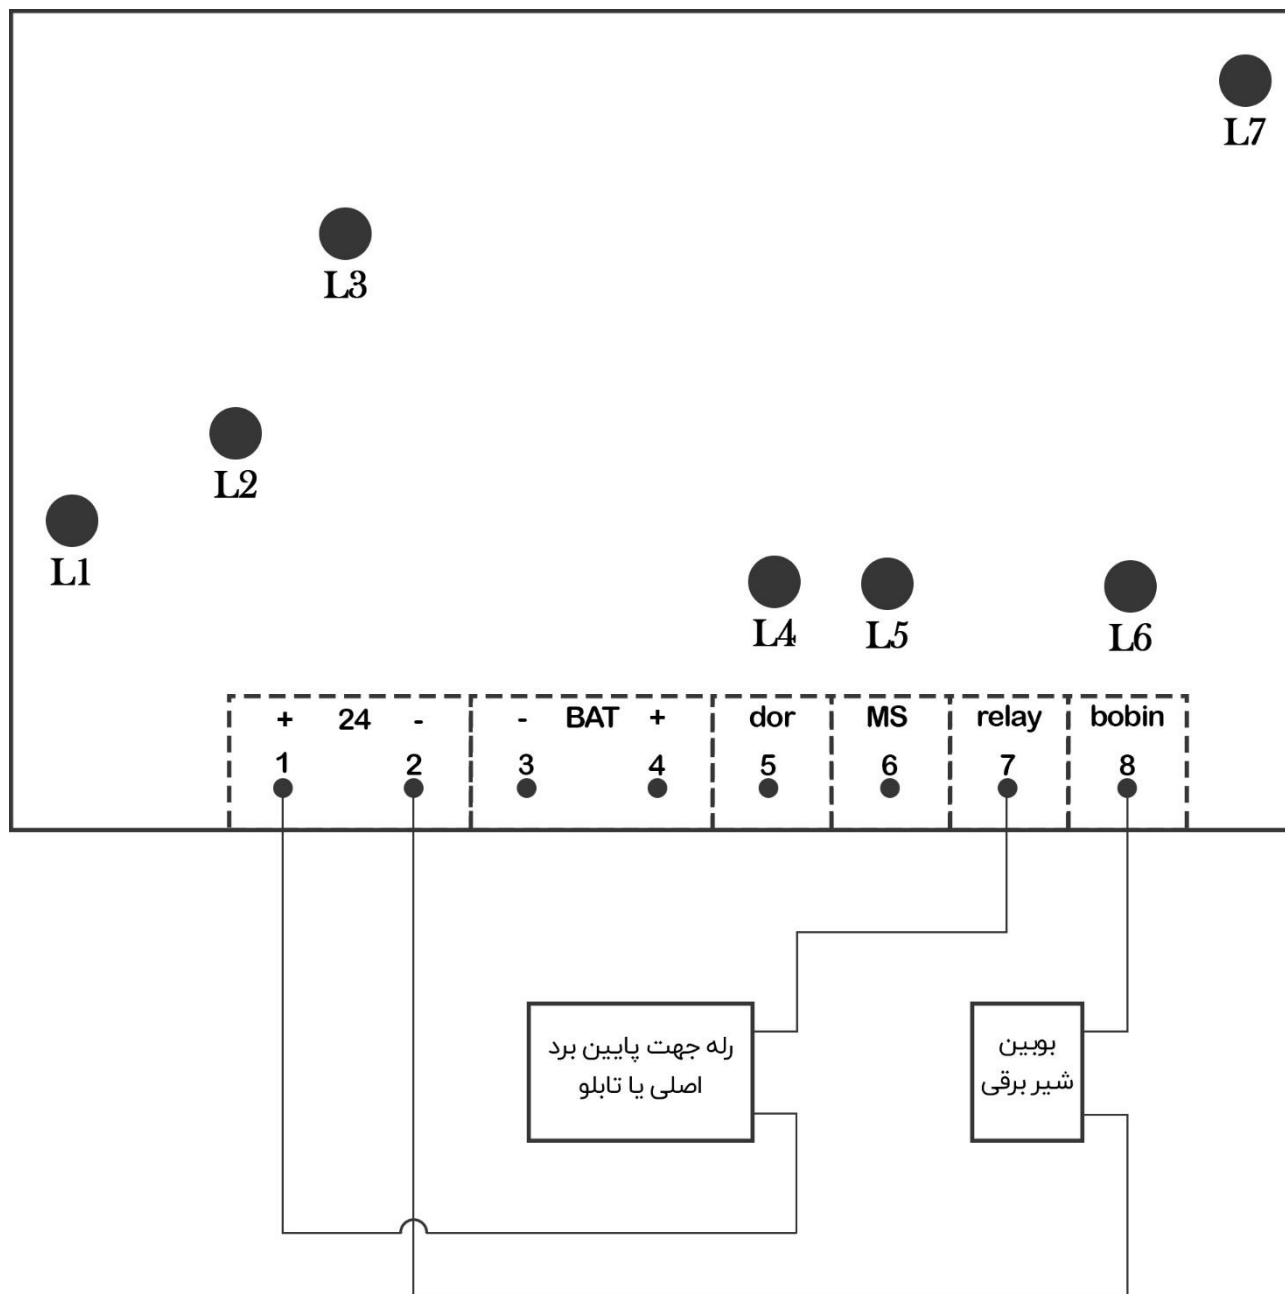 L7
L3
L2
L1
L4 L5 L6
+ 24 - - BAT + dor MS relay bobin
1 2 3 4 5 6 7 8
رله جهت پایین برد
اصلی یا تابلو
بوبین
شیر برقی